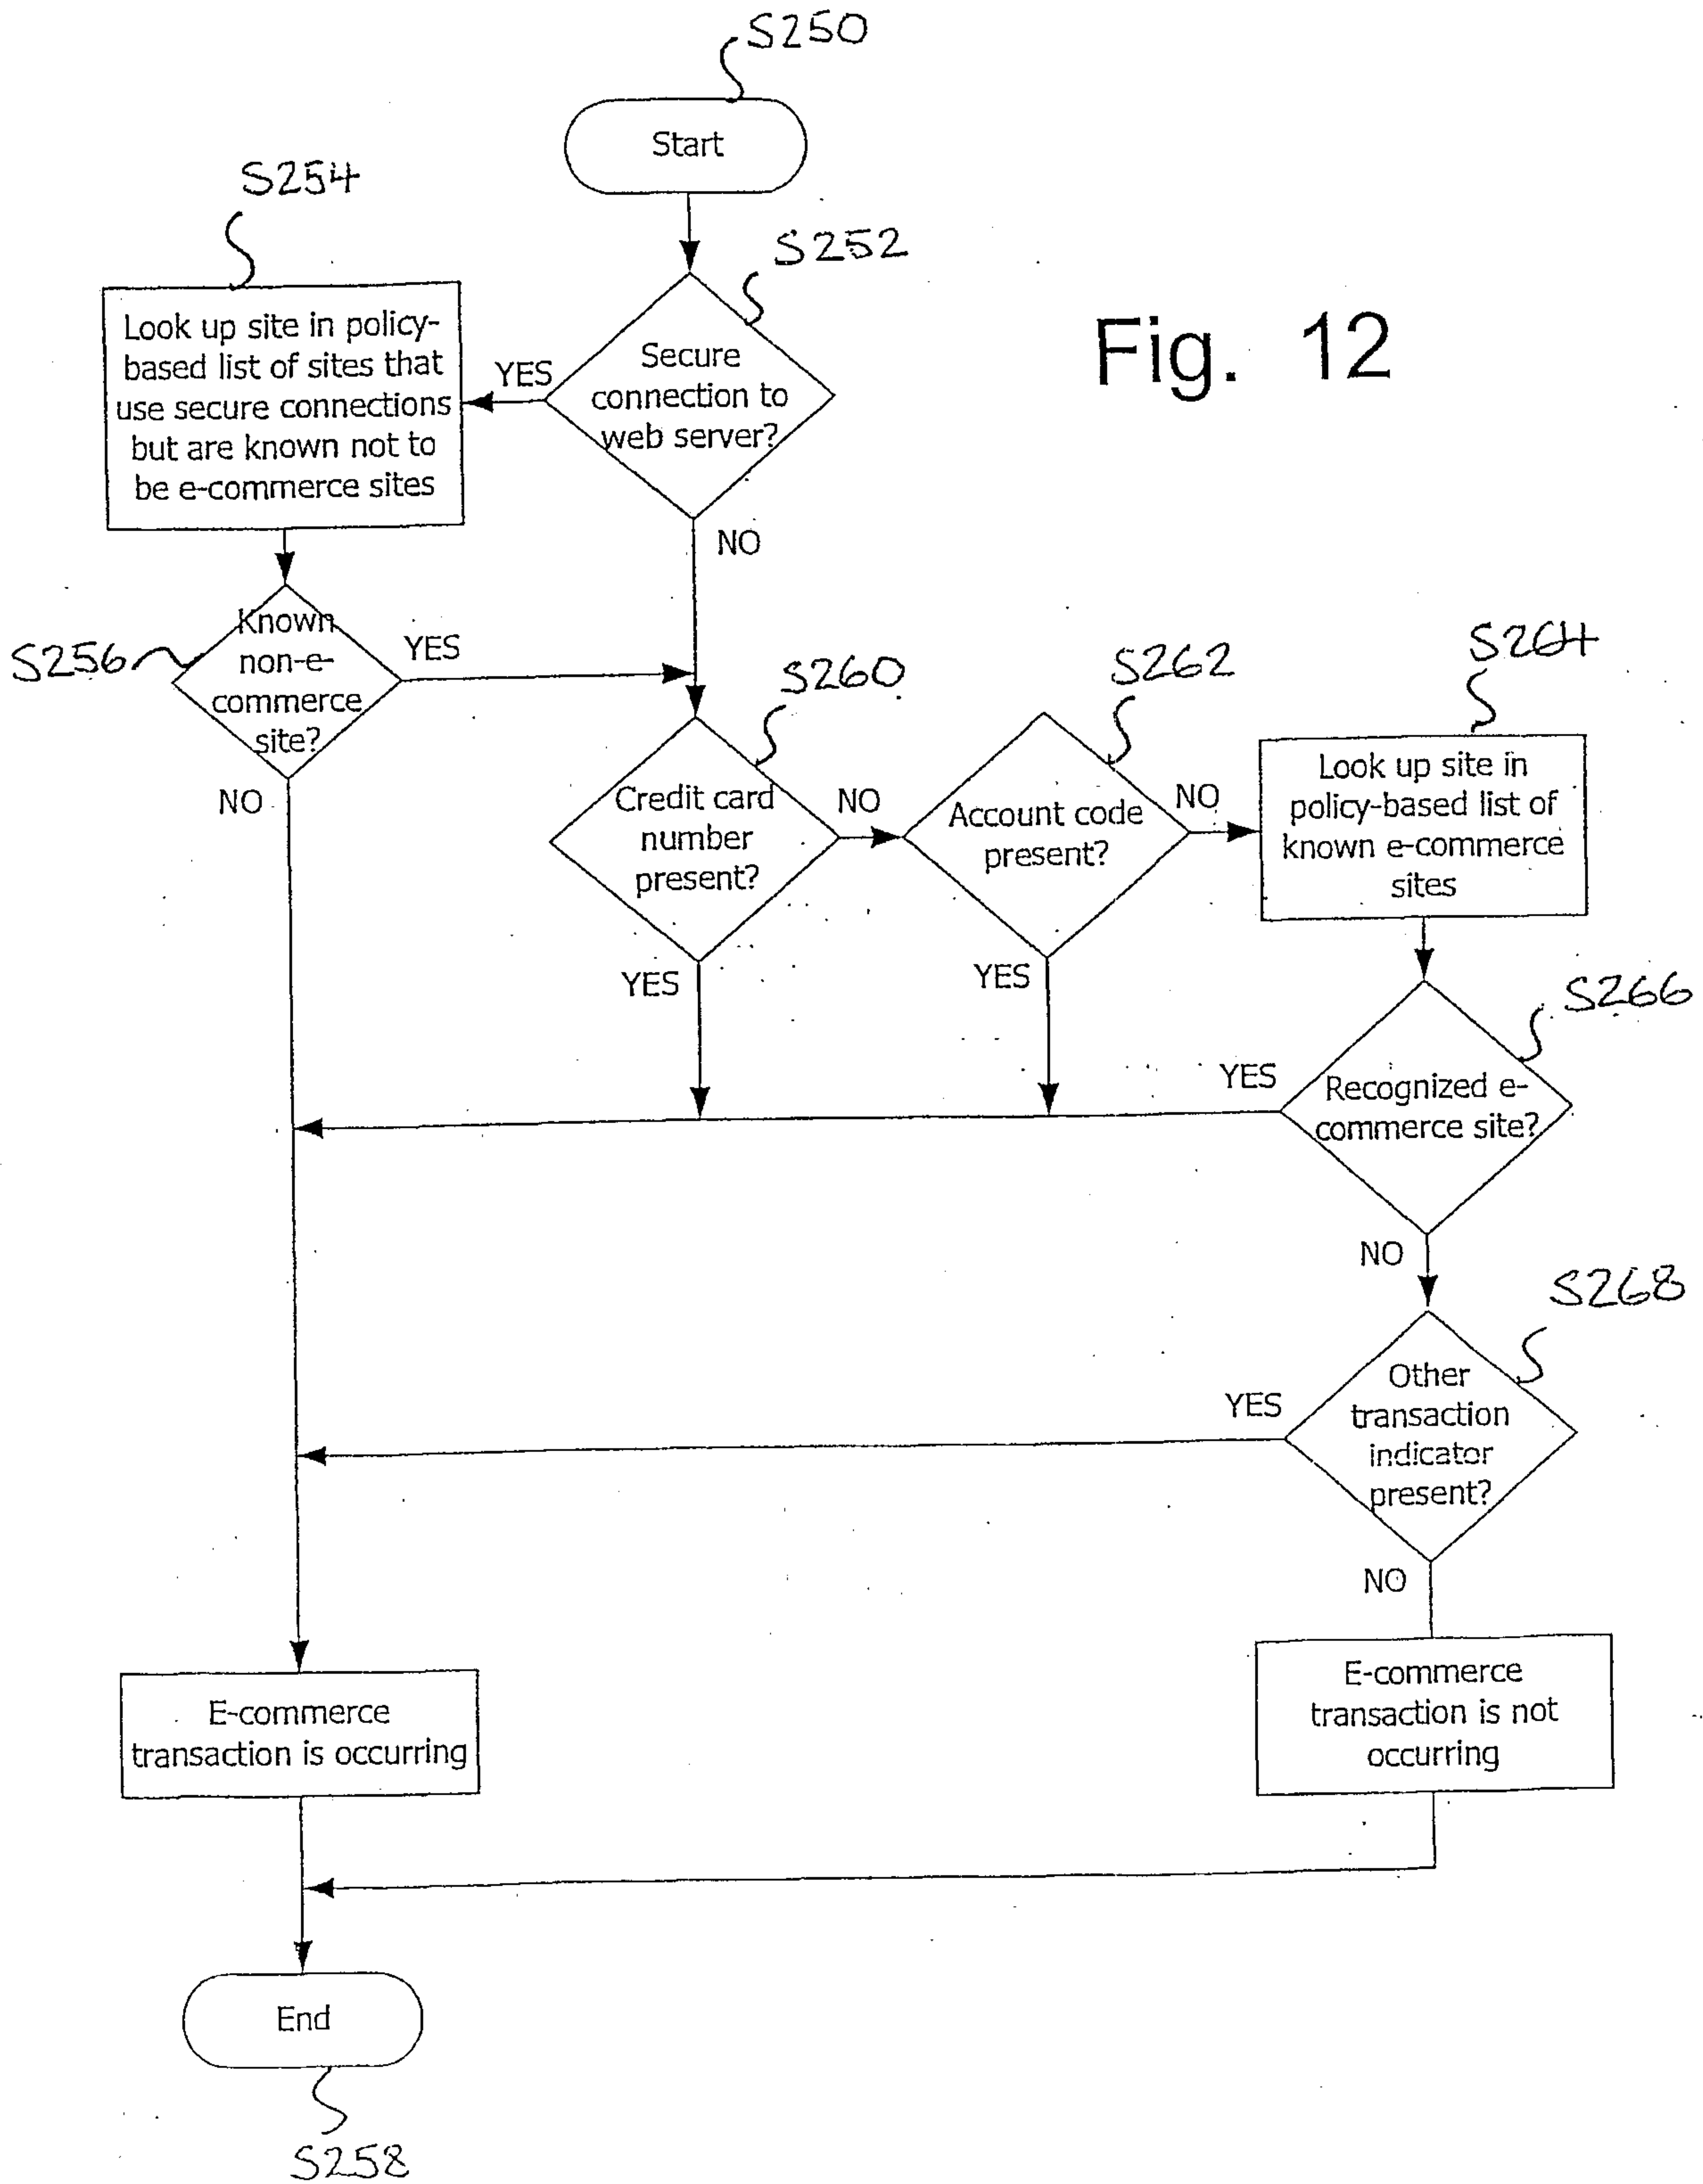 S250
Start
S254
S252
Fig. 12
Look up site in policy-
based list of sites that
use secure connections
but are known not to
be e-commerce sites
YES
Secure
connection to
web server?
NO
S256
Known
non-e-
commerce
site?
YES
NO
S260
S262
S264
Credit card
number
present?
NO
Account code
present?
NO
Look up site in
policy-based list of
known e-commerce
sites
YES
YES
S266
YES
Recognized e-
commerce site?
NO
S268
YES
Other
transaction
indicator
present?
NO
E-commerce
transaction is occurring
E-commerce
transaction is not
occurring
End
S258